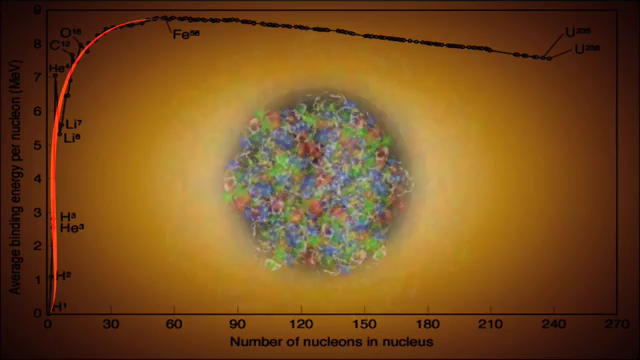 9
8
7
6
5
4
3
2
1
0
Average binding energy per nucleon (MeV)
O¹⁶
C¹²
He⁴
Li⁷
Li⁶
H³
He³
H²
H¹
Fe⁵⁶
U²³⁵
U²³⁸
0 30 60 90 120 150 180 210 240 270
Number of nucleons in nucleus